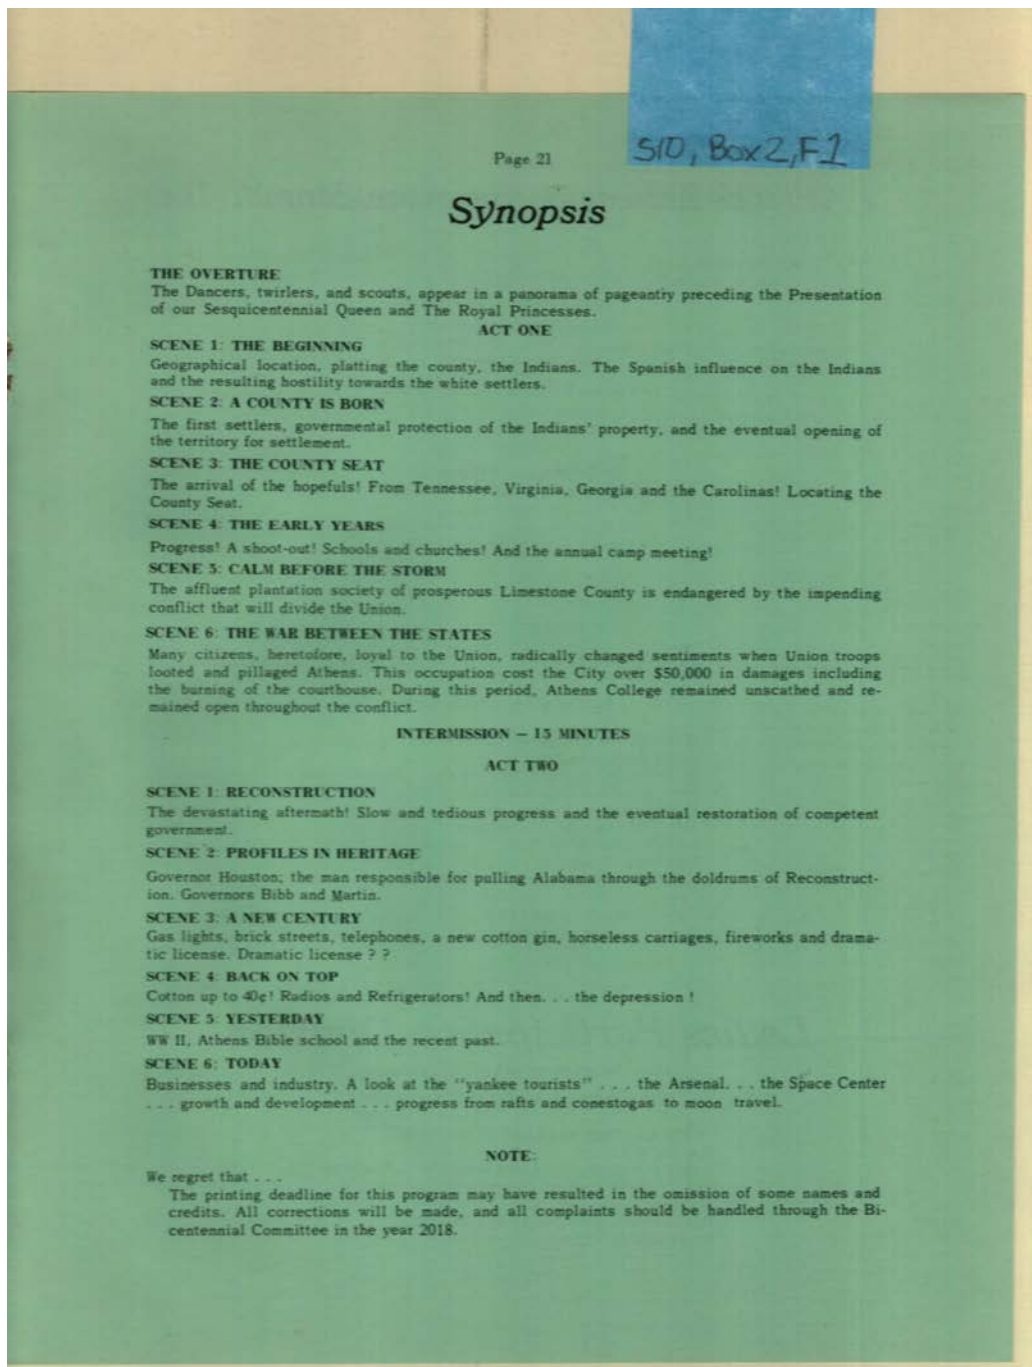 S10, Box 2, F1
Page 21
Synopsis
THE OVERTURE
The Dancers, twirlers, and scouts, appear in a panorama of pageantry preceding the Presentation
of our Sesquicentennial Queen and The Royal Princesses.
ACT ONE
SCENE 1: THE BEGINNING
Geographical location, platting the county, the Indians. The Spanish influence on the Indians
and the resulting hostility towards the white settlers.
SCENE 2: A COUNTY IS BORN
The first settlers, governmental protection of the Indians' property, and the eventual opening of
the territory for settlement.
SCENE 3: THE COUNTY SEAT
The arrival of the hopefuls! From Tennessee, Virginia, Georgia and the Carolinas! Locating the
County Seat.
SCENE 4: THE EARLY YEARS
Progress! A shoot-out! Schools and churches! And the annual camp meeting!
SCENE 5: CALM BEFORE THE STORM
The affluent plantation society of prosperous Limestone County is endangered by the impending
conflict that will divide the Union.
SCENE 6: THE WAR BETWEEN THE STATES
Many citizens, heretofore, loyal to the Union, radically changed sentiments when Union troops
looted and pillaged Athens. This occupation cost the City over $50,000 in damages including
the burning of the courthouse. During this period, Athens College remained unscathed and re-
mained open throughout the conflict.
INTERMISSION – 15 MINUTES
ACT TWO
SCENE 1: RECONSTRUCTION
The devastating aftermath! Slow and tedious progress and the eventual restoration of competent
government.
SCENE 2: PROFILES IN HERITAGE
Governor Houston; the man responsible for pulling Alabama through the doldrums of Reconstruct-
ion. Governors Bibb and Martin.
SCENE 3: A NEW CENTURY
Gas lights, brick streets, telephones, a new cotton gin, horseless carriages, fireworks and drama-
tic license. Dramatic license ? ?
SCENE 4: BACK ON TOP
Cotton up to 40¢! Radios and Refrigerators! And then. . . the depression !
SCENE 5: YESTERDAY
WW II, Athens Bible school and the recent past.
SCENE 6: TODAY
Businesses and industry. A look at the "yankee tourists" . . . the Arsenal. . . the Space Center
. . . growth and development . . . progress from rafts and conestogas to moon travel.
NOTE:
We regret that . . .
The printing deadline for this program may have resulted in the omission of some names and
credits. All corrections will be made, and all complaints should be handled through the Bi-
centennial Committee in the year 2018.